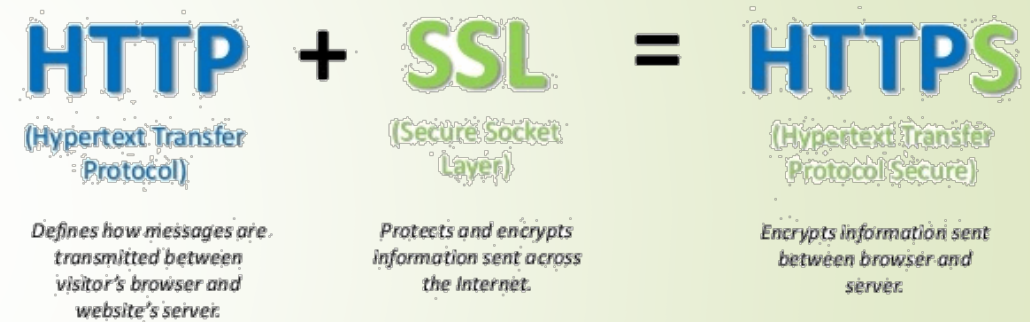 HTTP + SSL = HTTPS
(Hypertext Transfer
Protocol)
(Secure Socket
Layer)
(Hypertext Transfer
Protocol Secure)
Defines how messages are
transmitted between
visitor's browser and
website's server.
Protects and encrypts
information sent across
the Internet.
Encrypts information sent
between browser and
server.